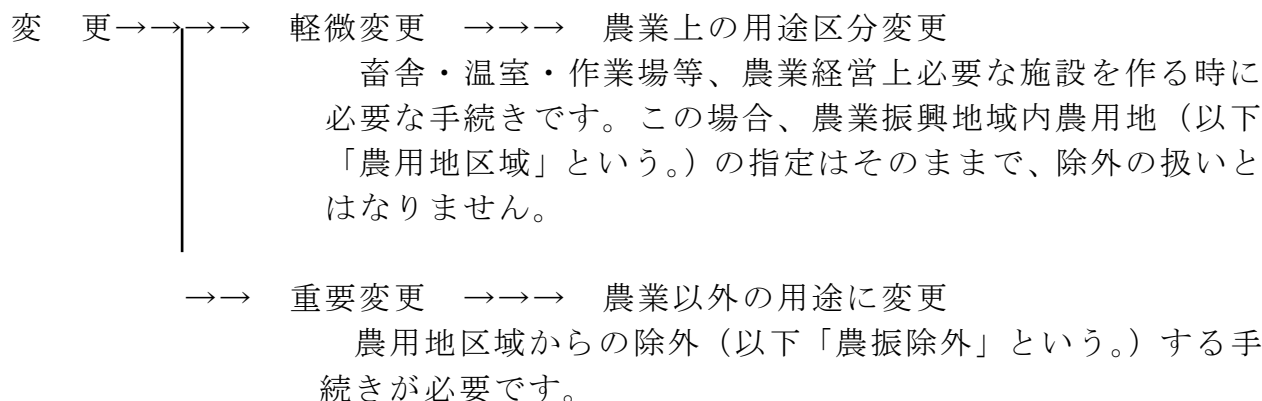 変　更→→→→　軽微変更　→→→　農業上の用途区分変更
畜舎・温室・作業場等、農業経営上必要な施設を作る時に
必要な手続きです。この場合、農業振興地域内農用地（以下
「農用地区域」という。）の指定はそのままで、除外の扱いと
はなりません。
→→　重要変更　→→→　農業以外の用途に変更
農用地区域からの除外（以下「農振除外」という。）する手
続きが必要です。